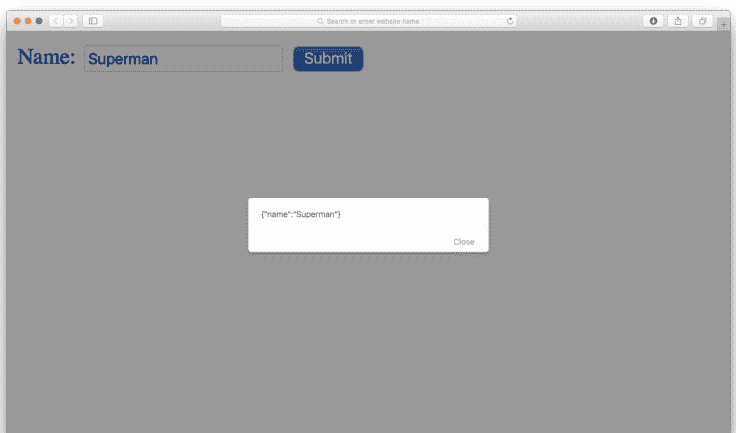 Search or enter website name
Name: Superman Submit
{"name":"Superman"}
Close